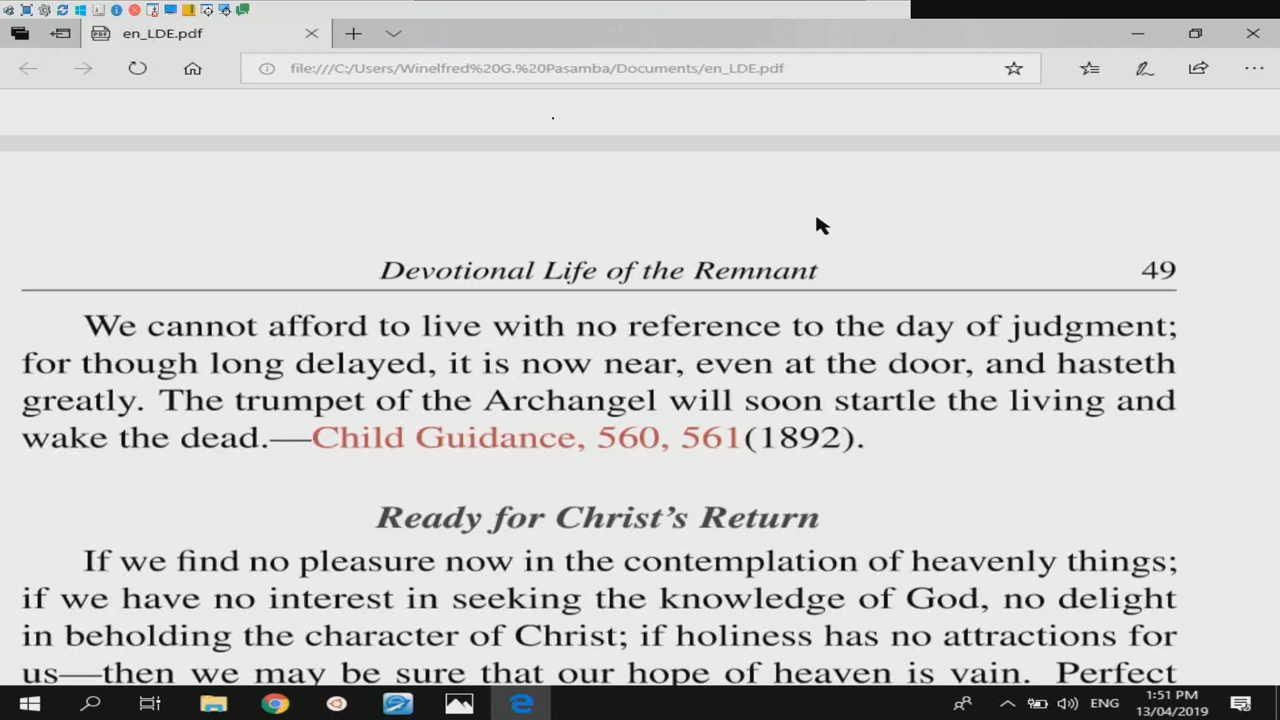 en_LDE.pdf
file:///C:/Users/Winelfred%20G.%20Pasamba/Documents/en_LDE.pdf
Devotional Life of the Remnant 49
We cannot afford to live with no reference to the day of judgment;
for though long delayed, it is now near, even at the door, and hasteth
greatly. The trumpet of the Archangel will soon startle the living and
wake the dead.—Child Guidance, 560, 561(1892).
Ready for Christ's Return
If we find no pleasure now in the contemplation of heavenly things;
if we have no interest in seeking the knowledge of God, no delight
in beholding the character of Christ; if holiness has no attractions for
us—then we may be sure that our hope of heaven is vain. Perfect
ENG
1:51 PM
13/04/2019